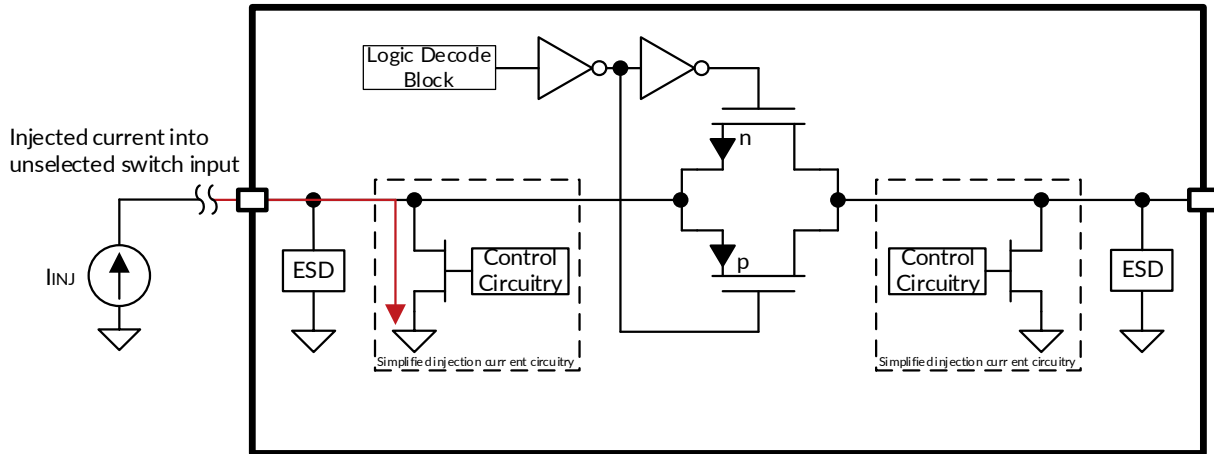 Logic Decode
Block
Injected current into
unselected switch input
n
p
IINJ
ESD
Control
Circuitry
Control
Circuitry
ESD
Simplified injection current circuitry
Simplified injection current circuitry